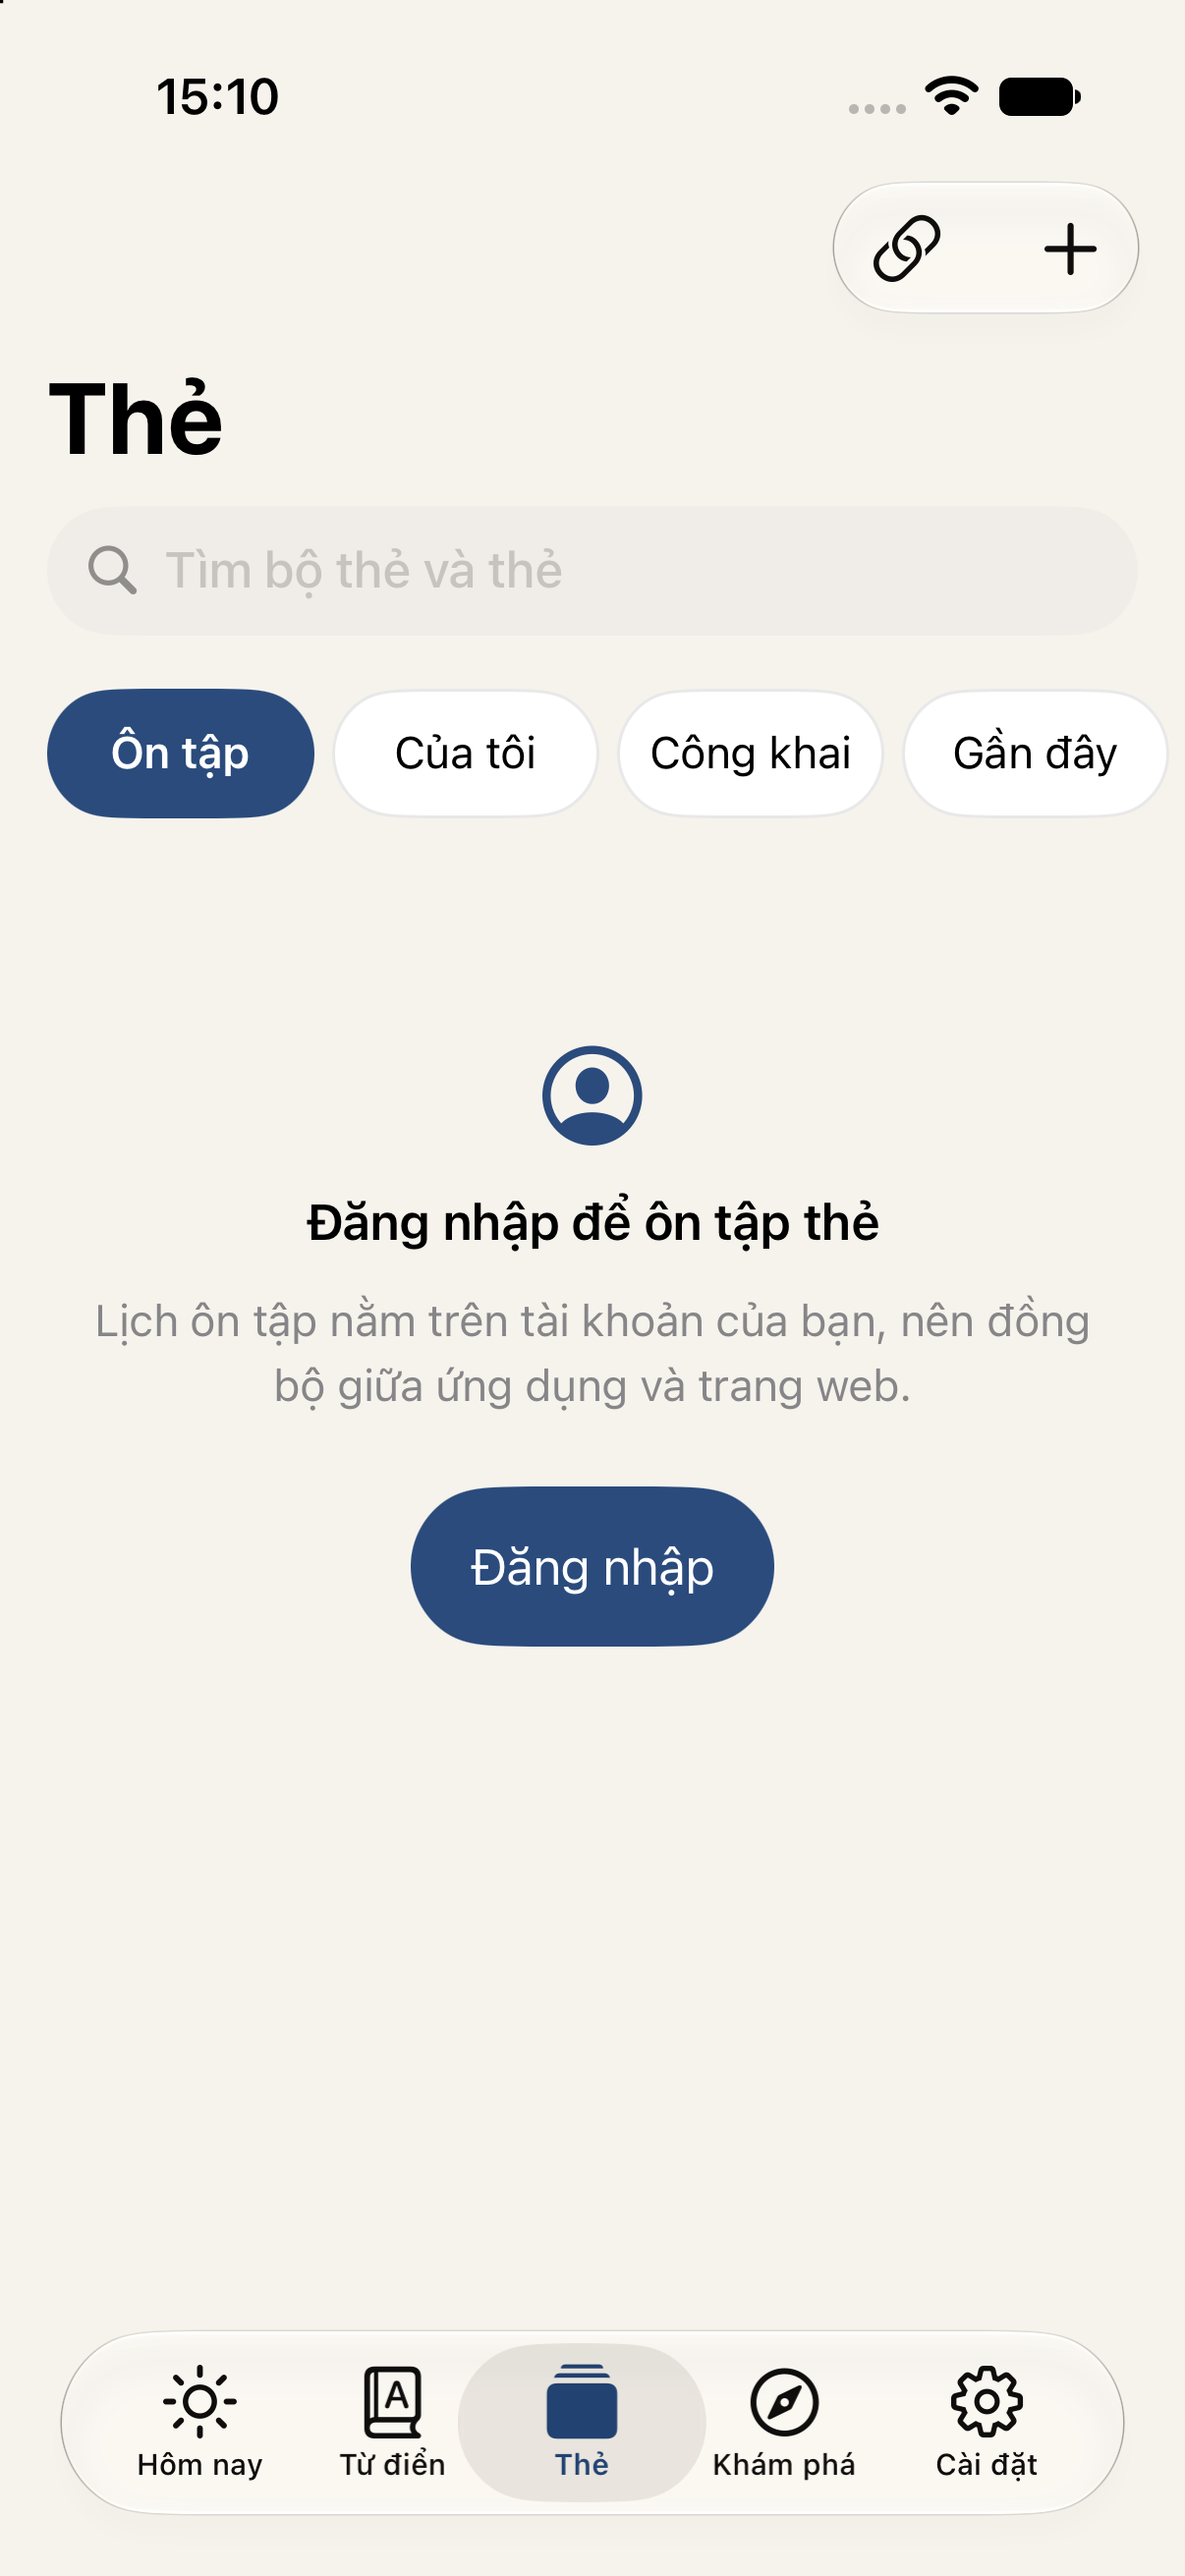 15:10
Thẻ
Tìm bộ thẻ và thẻ
Ôn tập
Của tôi
Công khai
Gần đây
Đăng nhập để ôn tập thẻ
Lịch ôn tập nằm trên tài khoản của bạn, nên đồng
bộ giữa ứng dụng và trang web.
Đăng nhập
Hôm nay
Từ điển
Thẻ
Khám phá
Cài đặt